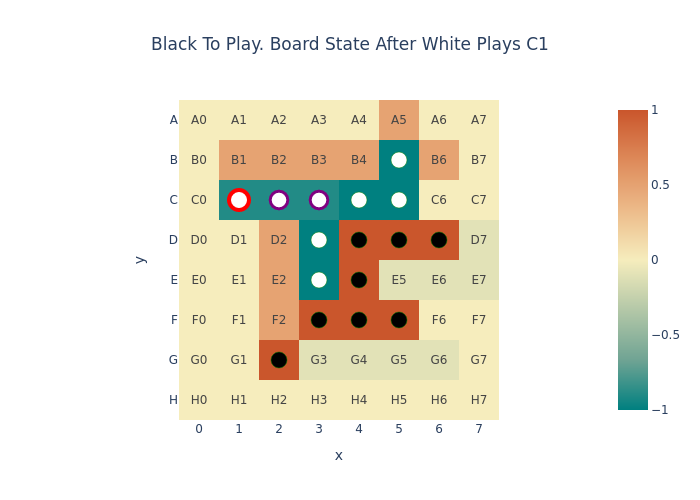 Black To Play. Board State After White Plays C1
A A0 A1 A2 A3 A4 A5 A6 A7
B B0 B1 B2 B3 B4 B6 B7
C C0 C6 C7
D D0 D1 D2 D7
E E0 E1 E2 E5 E6 E7
F F0 F1 F2 F6 F7
G G0 G1 G3 G4 G5 G6 G7
H H0 H1 H2 H3 H4 H5 H6 H7
0 1 2 3 4 5 6 7
x
y
1
0.5
0
−0.5
−1